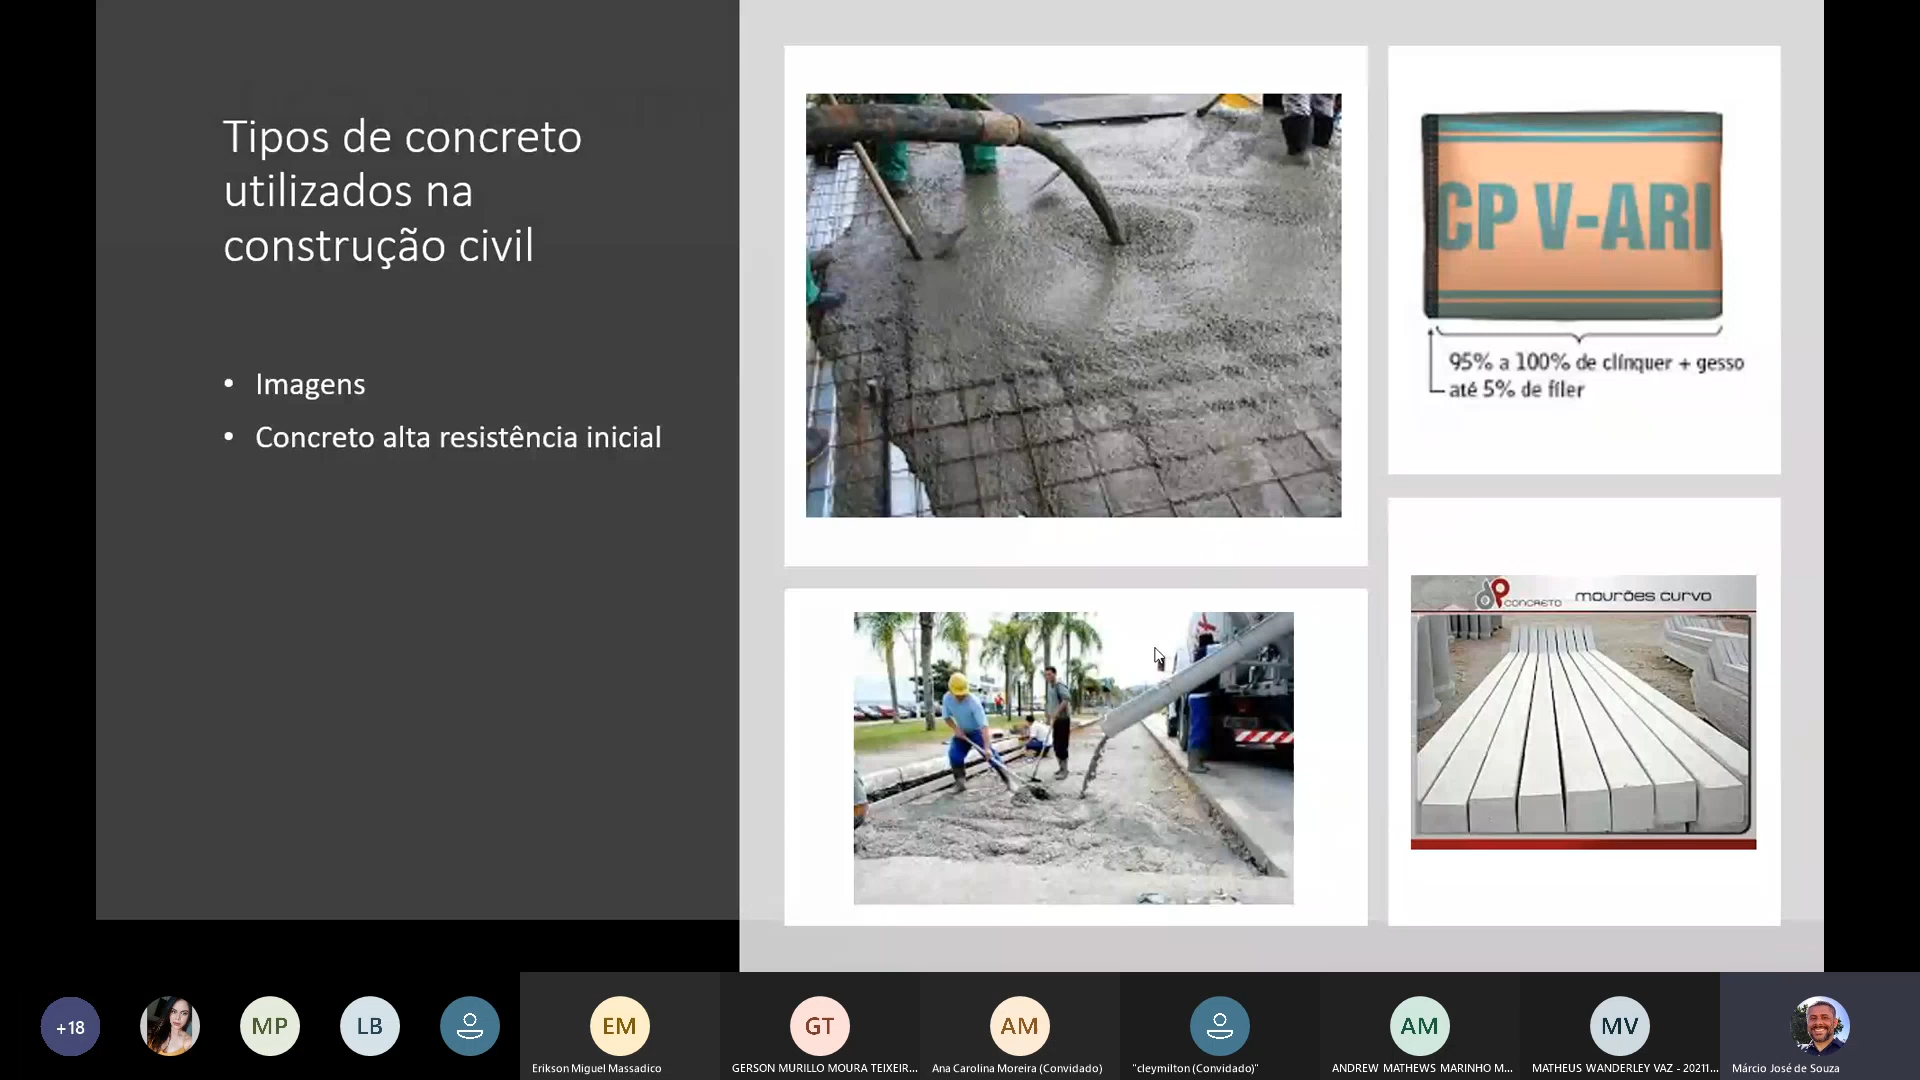 Tipos de concreto
utilizados na
construção civil
• Imagens
• Concreto alta resistência inicial
CP V-ARI
95% a 100% de clínquer + gesso
até 5% de fíler
CONCRETO mourões curvo
+18
MP
LB
EM
GT
AM
AM
MV
Erikson Miguel Massadico
GERSON MURILLO MOURA TEIXEIR...
Ana Carolina Moreira (Convidado)
"cleymilton (Convidado)"
ANDREW MATHEWS MARINHO M...
MATHEUS WANDERLEY VAZ - 20211...
Márcio José de Souza